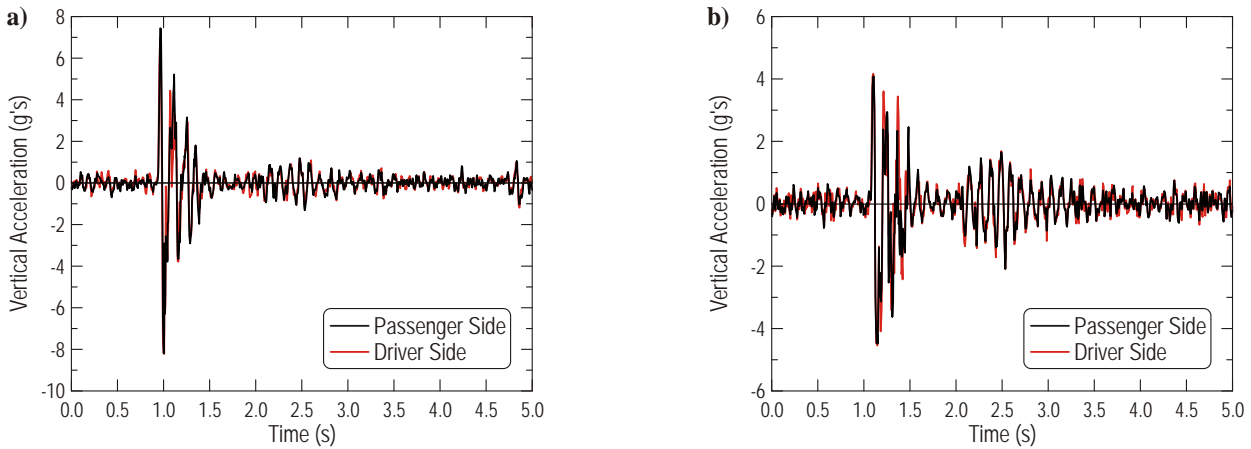 a)
Vertical Acceleration (g's)
8
6
4
2
0
-2
-4
-6
-8
-10
0.0 0.5 1.0 1.5 2.0 2.5 3.0 3.5 4.0 4.5 5.0
Time (s)
Passenger Side
Driver Side
b)
Vertical Acceleration (g's)
6
4
2
0
-2
-4
-6
0.0 0.5 1.0 1.5 2.0 2.5 3.0 3.5 4.0 4.5 5.0
Time (s)
Passenger Side
Driver Side